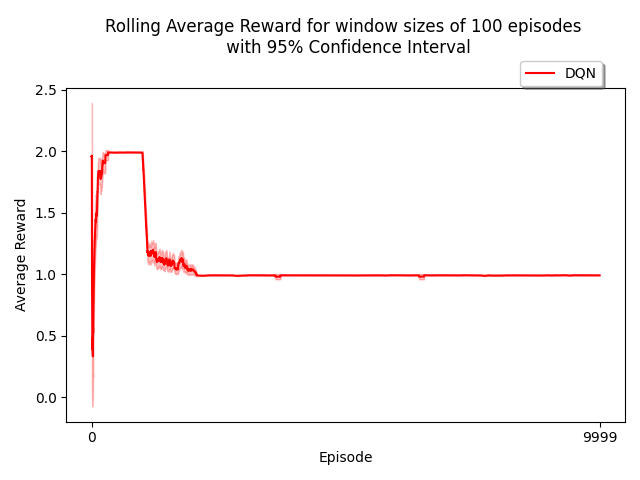 Rolling Average Reward for window sizes of 100 episodes
with 95% Confidence Interval
DQN
2.5
2.0
1.5
1.0
0.5
0.0
Average Reward
0
9999
Episode